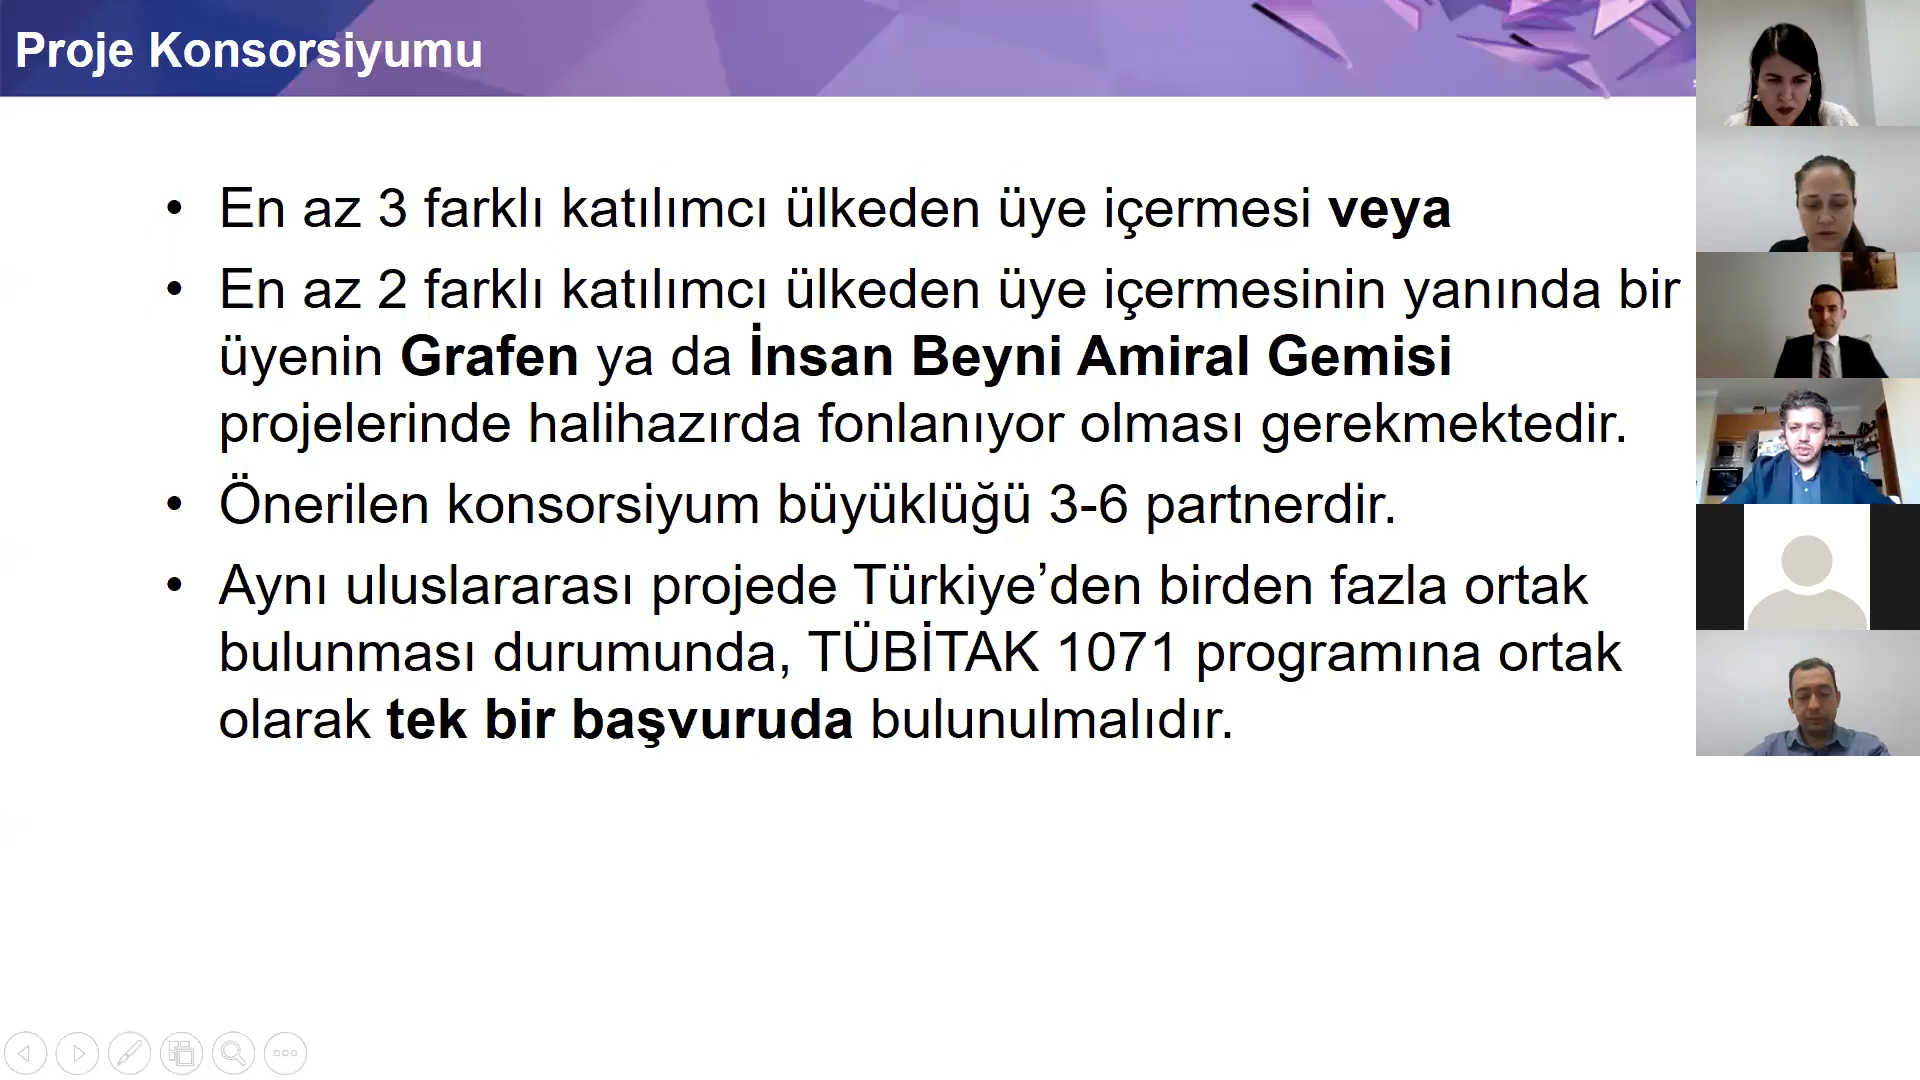 Proje Konsorsiyumu
• En az 3 farklı katılımcı ülkeden üye içermesi veya
• En az 2 farklı katılımcı ülkeden üye içermesinin yanında bir
üyenin Grafen ya da İnsan Beyni Amiral Gemisi
projelerinde halihazırda fonlanıyor olması gerekmektedir.
• Önerilen konsorsiyum büyüklüğü 3-6 partnerdir.
• Aynı uluslararası projede Türkiye’den birden fazla ortak
bulunması durumunda, TÜBİTAK 1071 programına ortak
olarak tek bir başvuruda bulunulmalıdır.